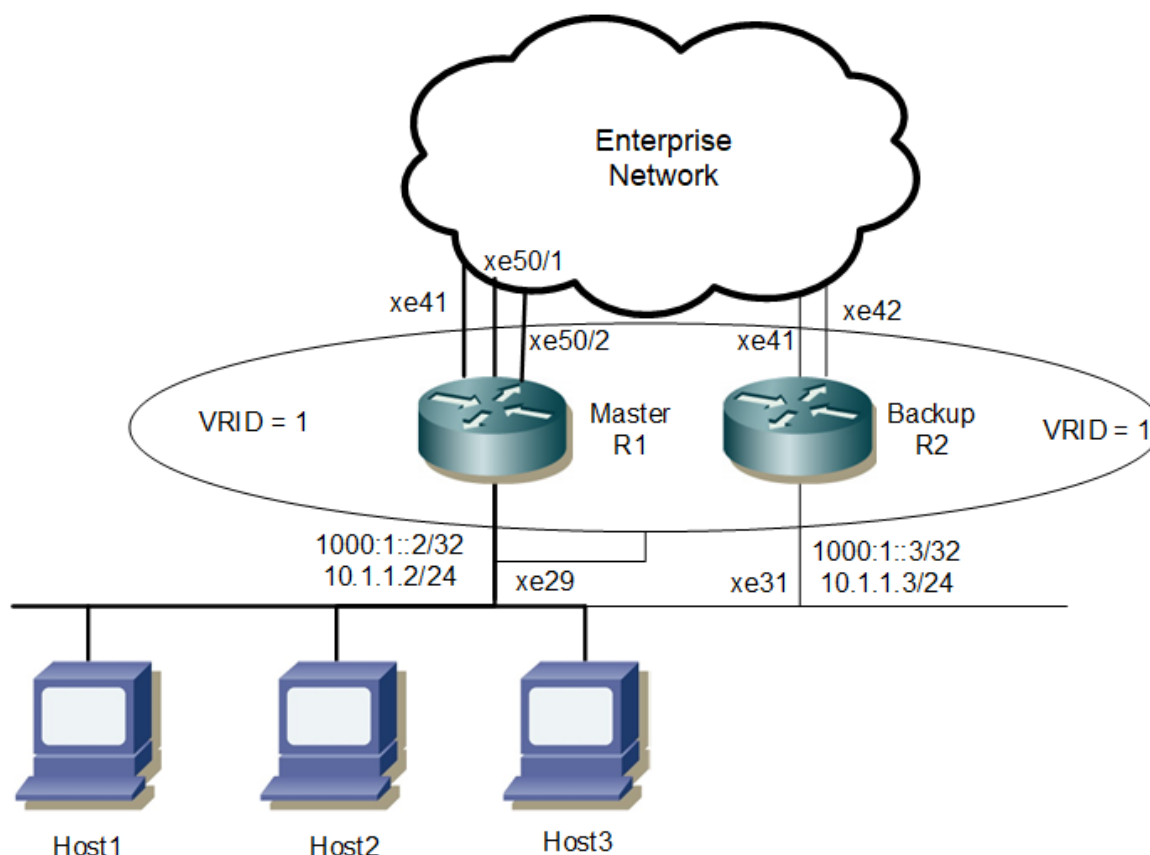 Enterprise
Network
xe50/1
xe41
xe50/2
xe41
xe42
VRID = 1
Master
R1
Backup
R2
VRID = 1
1000:1::2/32
10.1.1.2/24
xe29
1000:1::3/32
10.1.1.3/24
xe31
Host1
Host2
Host3